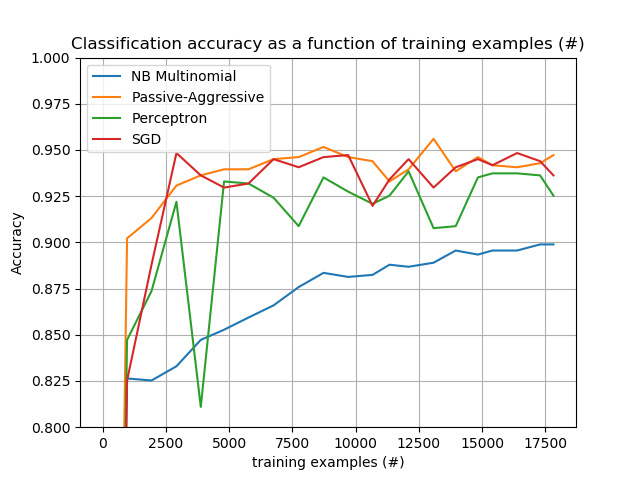 Classification accuracy as a function of training examples (#)
NB Multinomial
Passive-Aggressive
Perceptron
SGD
Accuracy
1.000
0.975
0.950
0.925
0.900
0.875
0.850
0.825
0.800
0 2500 5000 7500 10000 12500 15000 17500
training examples (#)